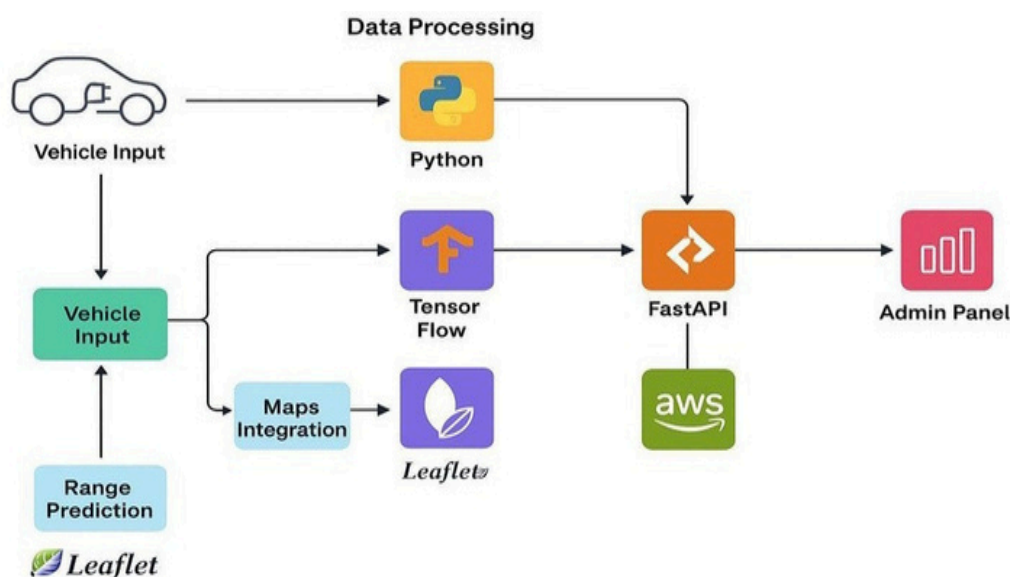 Data Processing
Vehicle Input
Python
Vehicle
Input
Tensor
Flow
FastAPI
Admin Panel
Maps
Integration
Leaflet
aws
Range
Prediction
Leaflet